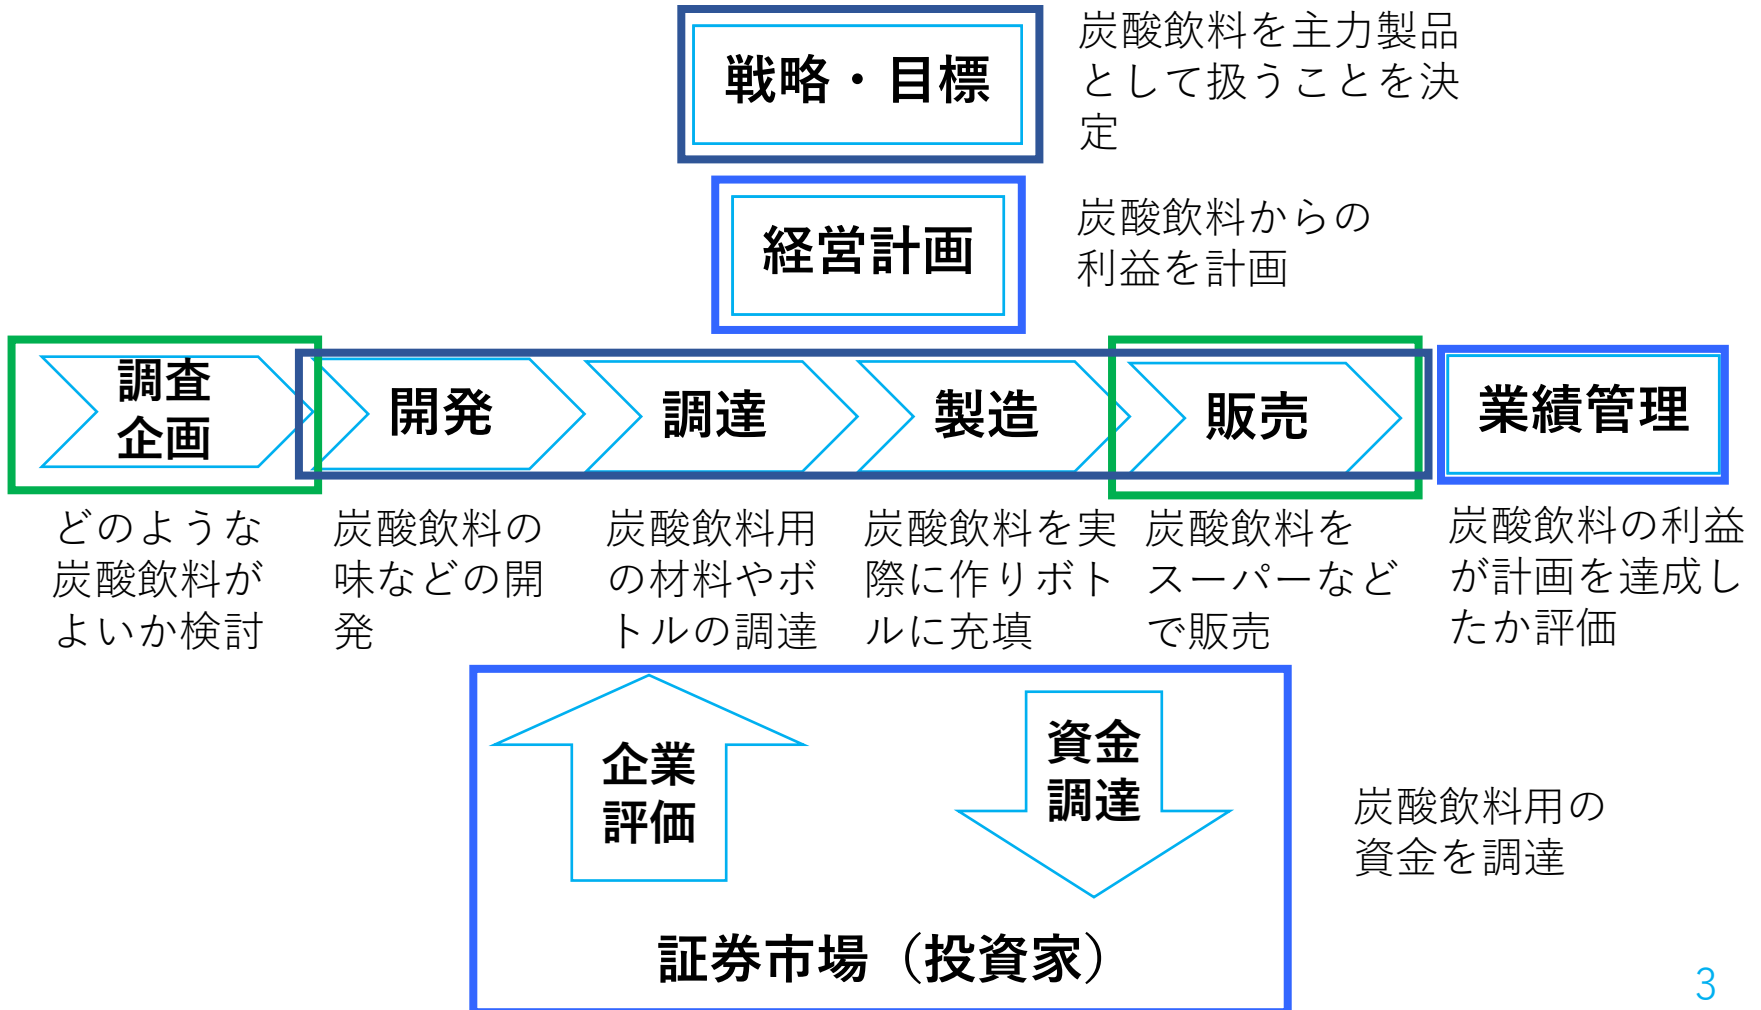 戦略・目標
炭酸飲料を主力製品
として扱うことを決
定
経営計画
炭酸飲料からの
利益を計画
調査
企画
開発
調達
製造
販売
業績管理
どのような
炭酸飲料が
よいか検討
炭酸飲料の
味などの開
発
炭酸飲料用
の材料やボ
トルの調達
炭酸飲料を実
際に作りボト
ルに充填
炭酸飲料を
スーパーなど
で販売
炭酸飲料の利益
が計画を達成し
たか評価
企業
評価
資金
調達
炭酸飲料用の
資金を調達
証券市場（投資家）
3